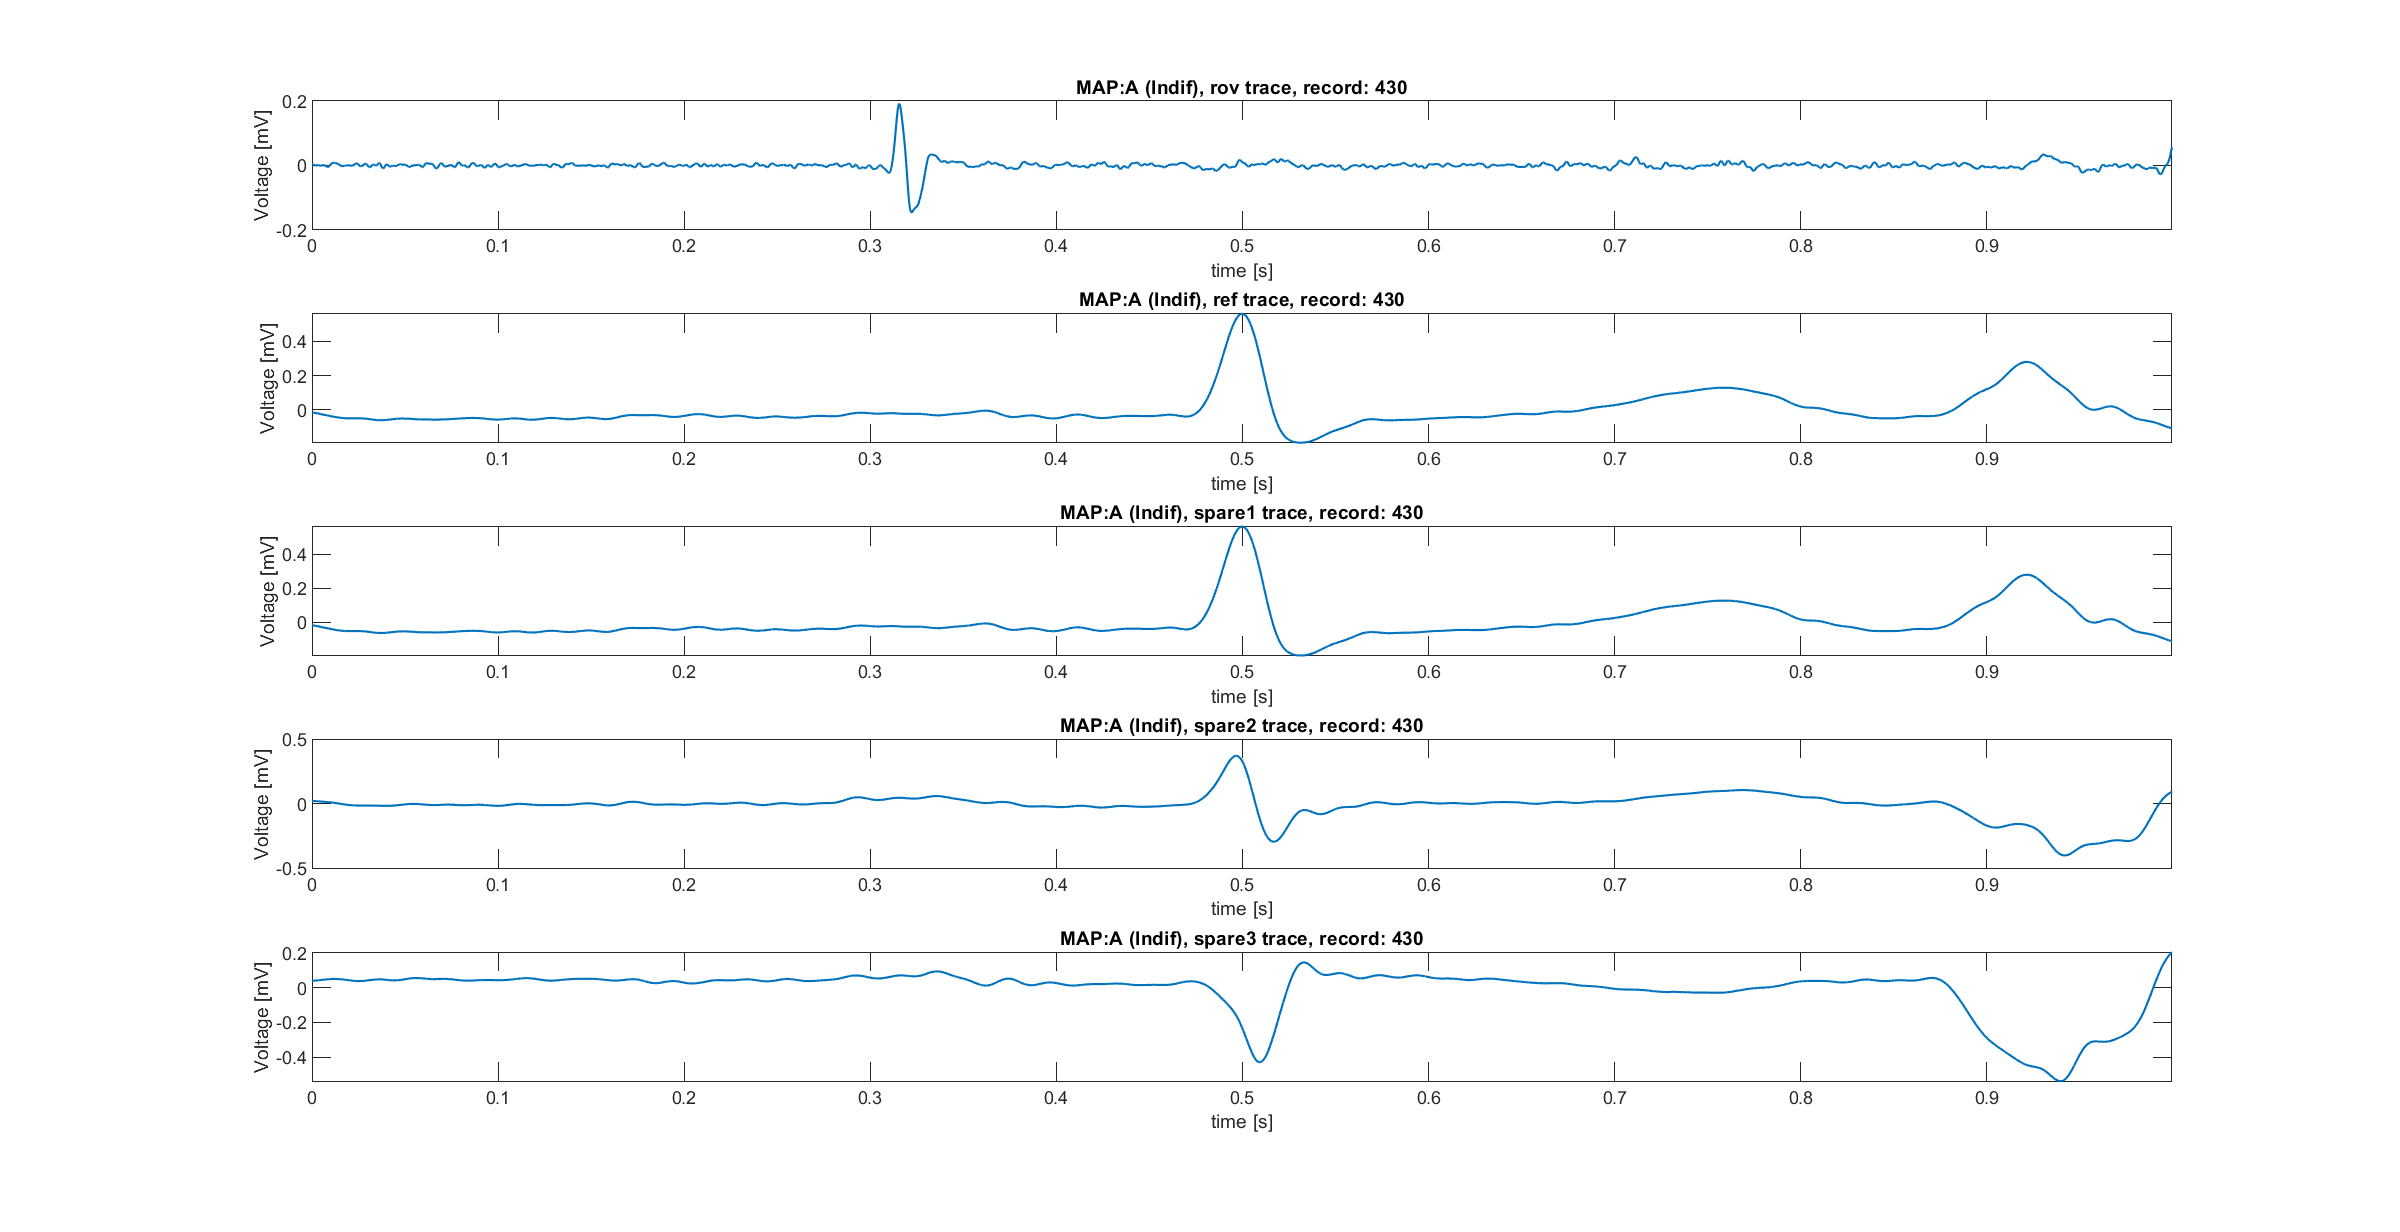 MAP:A (Indif), rov trace, record: 430
Voltage [mV]
0.2
0
-0.2
0 0.1 0.2 0.3 0.4 0.5 0.6 0.7 0.8 0.9
time [s]
MAP:A (Indif), ref trace, record: 430
Voltage [mV]
0.4
0.2
0
0 0.1 0.2 0.3 0.4 0.5 0.6 0.7 0.8 0.9
time [s]
MAP:A (Indif), spare1 trace, record: 430
Voltage [mV]
0.4
0.2
0
0 0.1 0.2 0.3 0.4 0.5 0.6 0.7 0.8 0.9
time [s]
MAP:A (Indif), spare2 trace, record: 430
Voltage [mV]
0.5
0
-0.5
0 0.1 0.2 0.3 0.4 0.5 0.6 0.7 0.8 0.9
time [s]
MAP:A (Indif), spare3 trace, record: 430
Voltage [mV]
0.2
0
-0.2
-0.4
0 0.1 0.2 0.3 0.4 0.5 0.6 0.7 0.8 0.9
time [s]